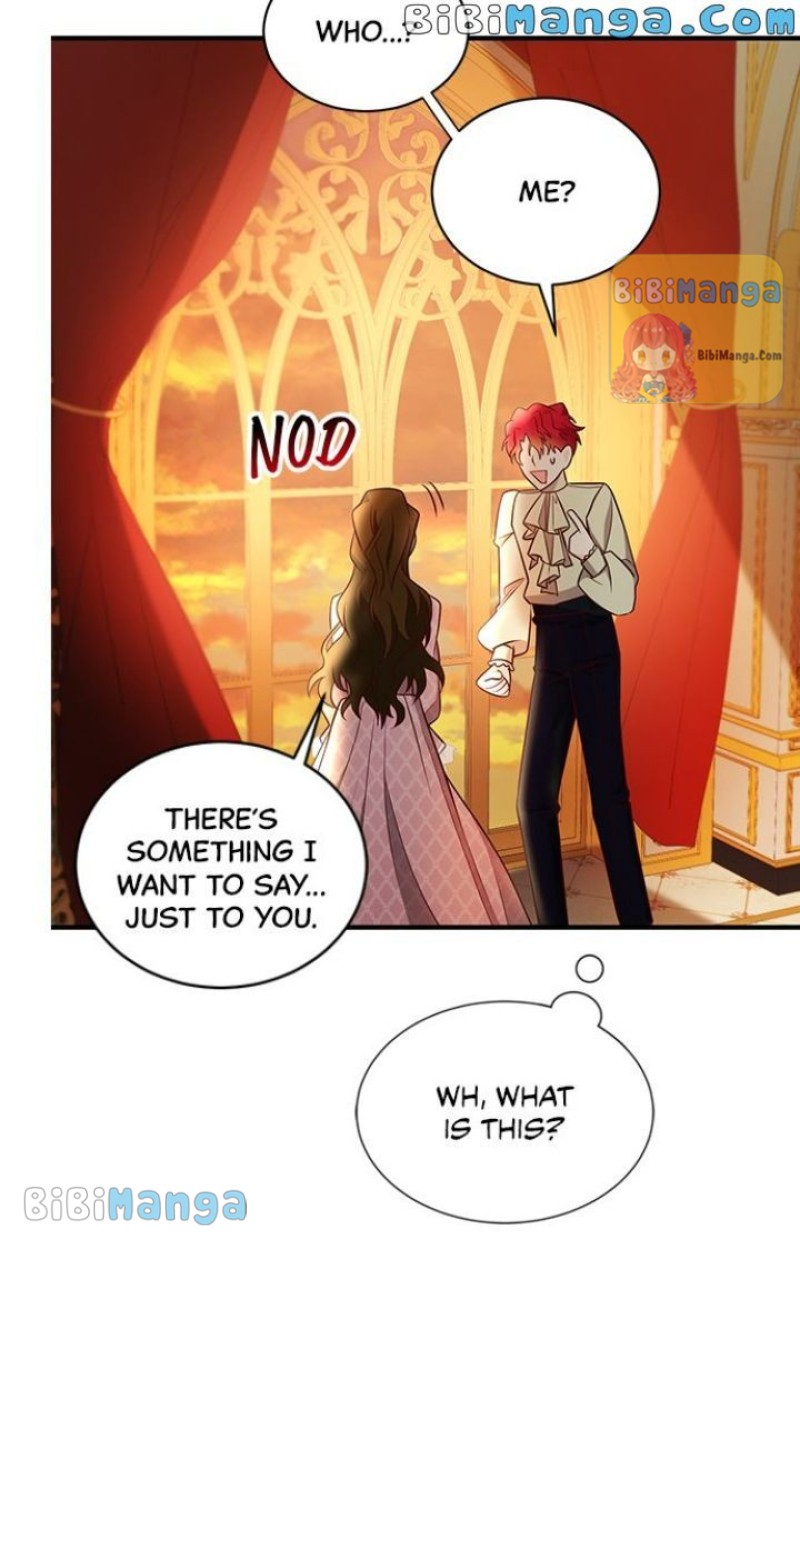 WHO...?
BiBiManga.Com
ME?
BiBiManga
BibiManga.Com
NOD
THERE'S
SOMETHING I
WANT TO SAY...
JUST TO YOU.
WH, WHAT
IS THIS?
BiBiManga